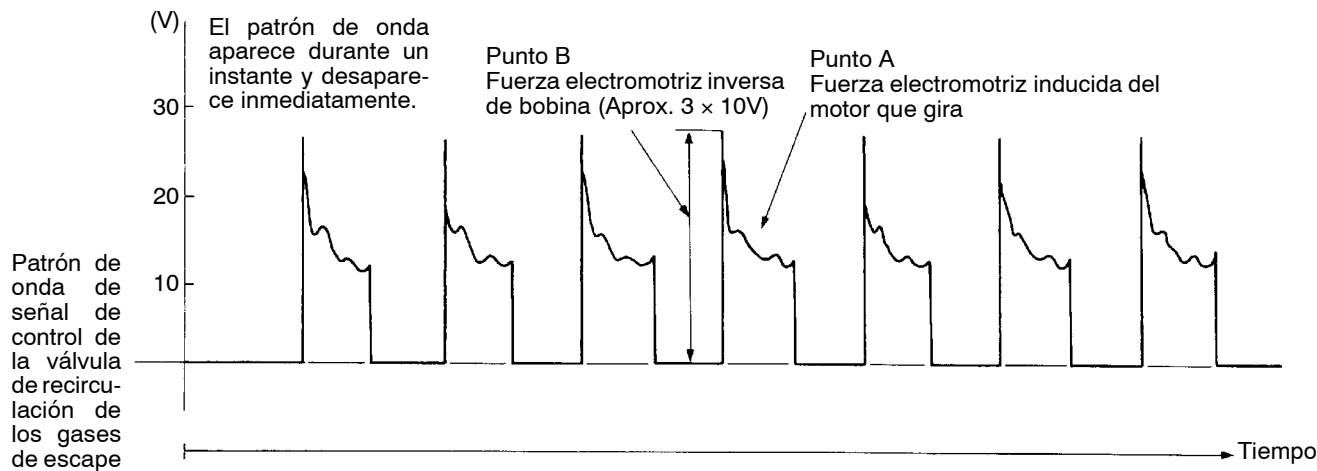 (V)
El patrón de onda
aparece durante un
instante y desapare-
ce inmediatamente.
Punto B
Fuerza electromotriz inversa
de bobina (Aprox. 3 × 10V)
Punto A
Fuerza electromotriz inducida del
motor que gira
30
20
10
Patrón de
onda de
señal de
control de
la válvula
de recircu-
lación de
los gases
de escape
Tiempo